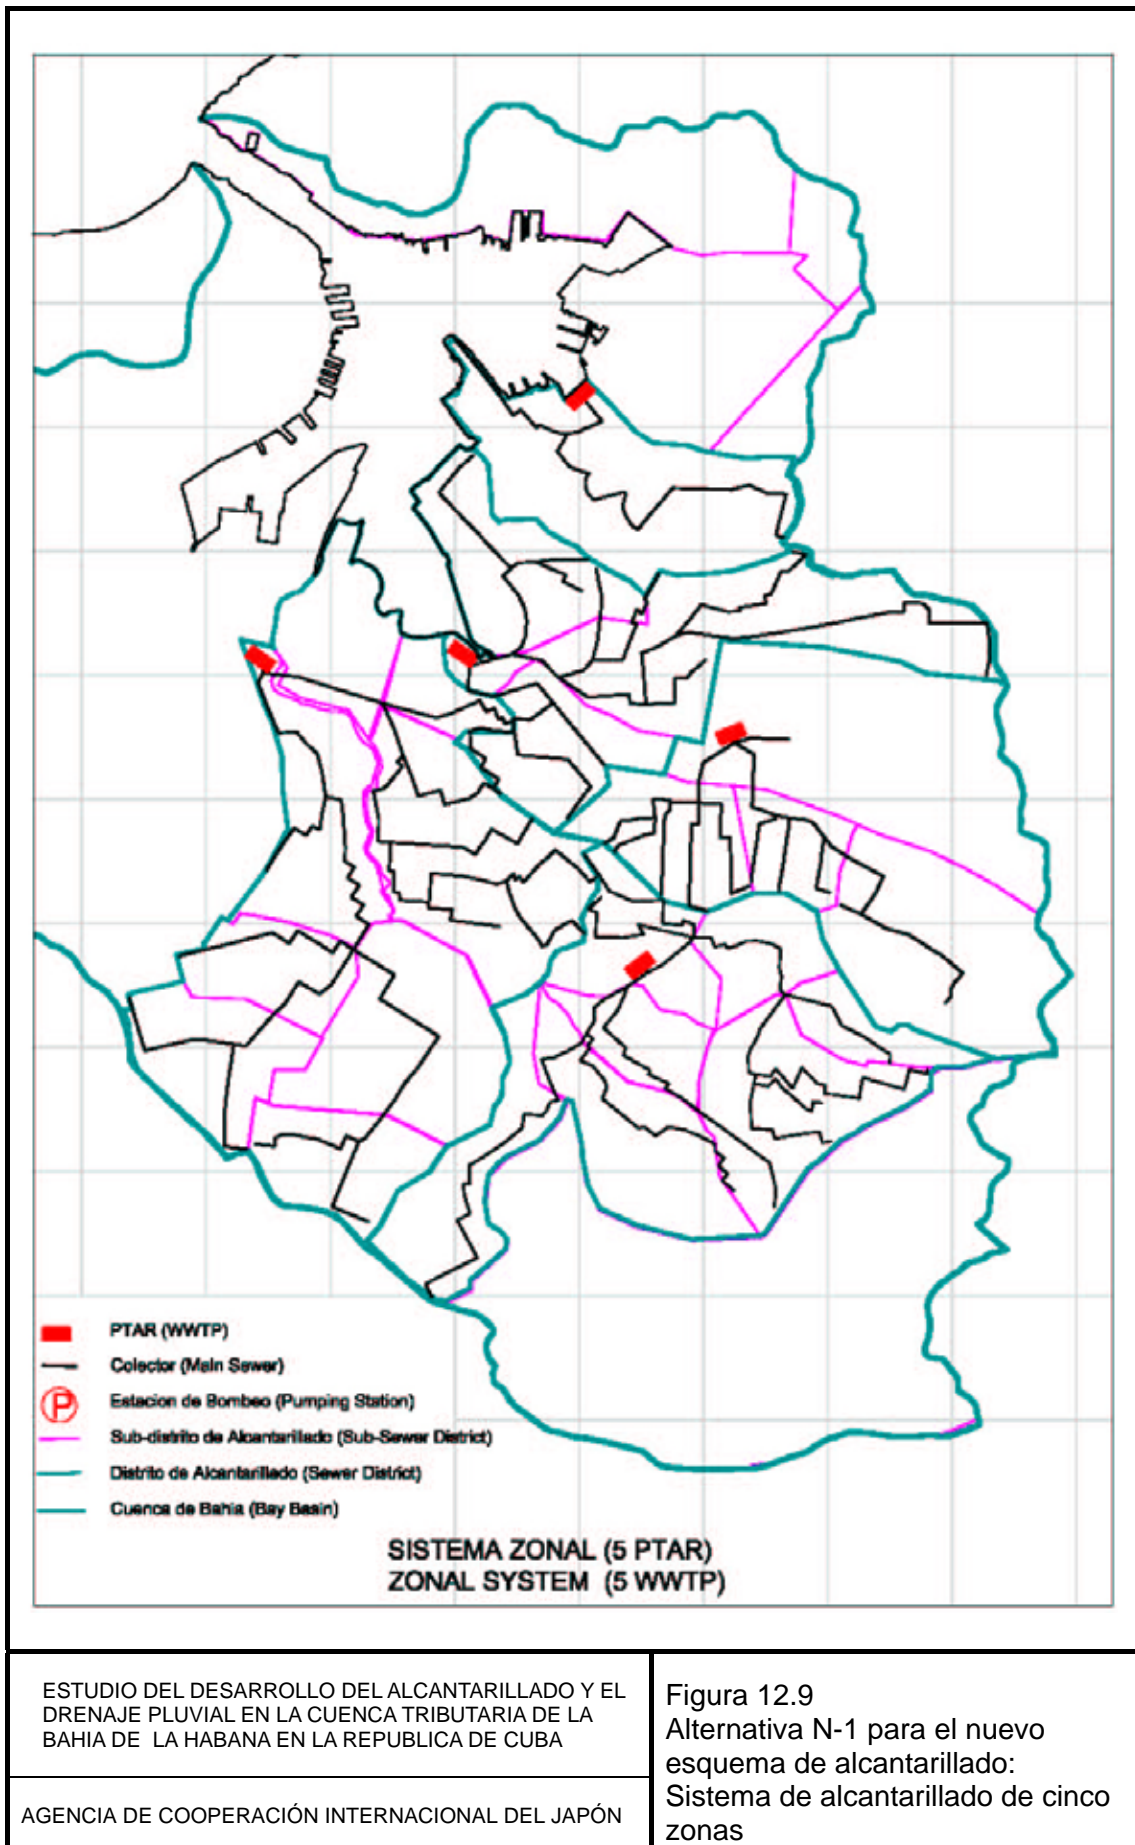 PTAR (WWTP)
Colector (Main Sewer)
P
Estacion de Bombeo (Pumping Station)
Sub-distrito de Alcantarillado (Sub-Sewer District)
Distrito de Alcantarillado (Sewer District)
Cuenca de Bahia (Bay Basin)
SISTEMA ZONAL (5 PTAR)
ZONAL SYSTEM (5 WWTP)
ESTUDIO DEL DESARROLLO DEL ALCANTARILLADO Y EL
DRENAJE PLUVIAL EN LA CUENCA TRIBUTARIA DE LA
BAHIA DE LA HABANA EN LA REPUBLICA DE CUBA
AGENCIA DE COOPERACIÓN INTERNACIONAL DEL JAPÓN
Figura 12.9
Alternativa N-1 para el nuevo
esquema de alcantarillado:
Sistema de alcantarillado de cinco
zonas